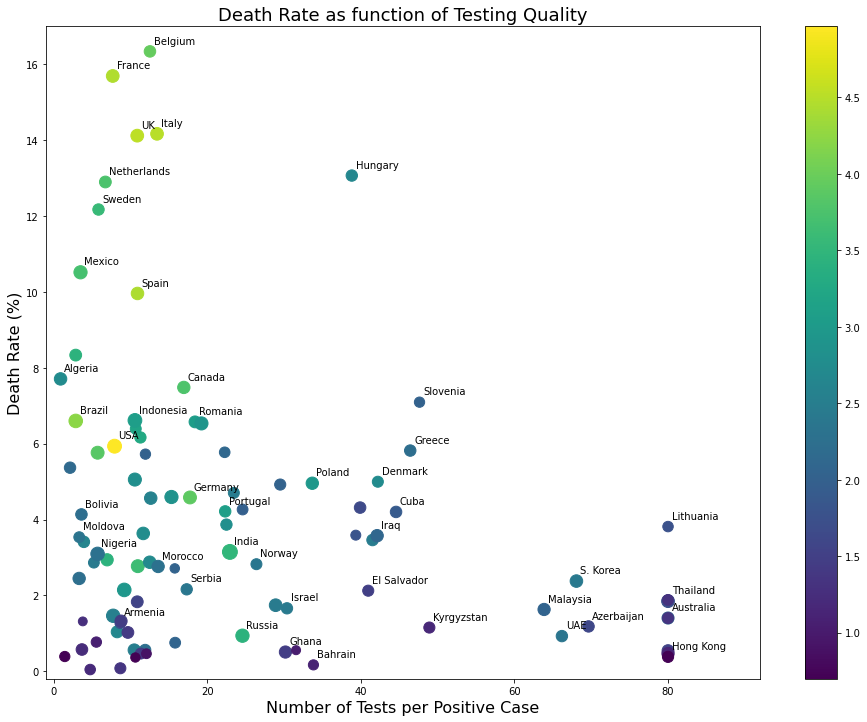 Death Rate as function of Testing Quality
Belgium
France
UK
Italy
Netherlands
Hungary
Sweden
Mexico
Spain
Algeria
Canada
Slovenia
Brazil
Indonesia
Romania
USA
Greece
Germany
Poland
Denmark
Portugal
Bolivia
Cuba
Moldova
Iraq
Lithuania
Nigeria
India
Morocco
Norway
Serbia
El Salvador
S. Korea
Israel
Armenia
Malaysia
Thailand
Australia
Russia
Kyrgyzstan
Azerbaijan
UAE
Ghana
Bahrain
Hong Kong
Death Rate (%)
16
14
12
10
8
6
4
2
0
0
20
40
60
80
Number of Tests per Positive Case
4.5
4.0
3.5
3.0
2.5
2.0
1.5
1.0